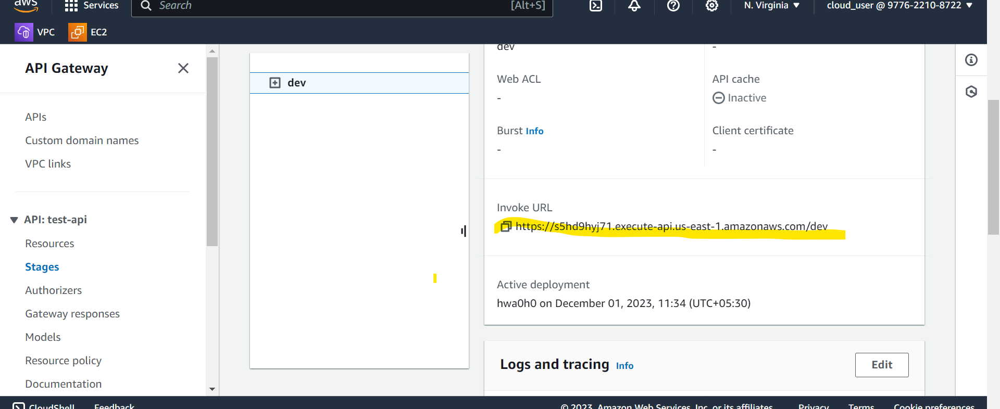 aws
Services
Search
[Alt+S]
N. Virginia
cloud_user @ 9776-2210-8722
VPC
EC2
API Gateway
APIs
Custom domain names
VPC links
API: test-api
Resources
Stages
Authorizers
Gateway responses
Models
Resource policy
Documentation
dev
dev
-
Web ACL
-
API cache
Inactive
Burst Info
-
Client certificate
-
Invoke URL
https://s5hd9hyj71.execute-api.us-east-1.amazonaws.com/dev
Active deployment
hwa0h0 on December 01, 2023, 11:34 (UTC+05:30)
Logs and tracing Info
Edit
CloudShell
Feedback
© 2023, Amazon Web Services, Inc. or its affiliates.
Privacy
Terms
Cookie preferences